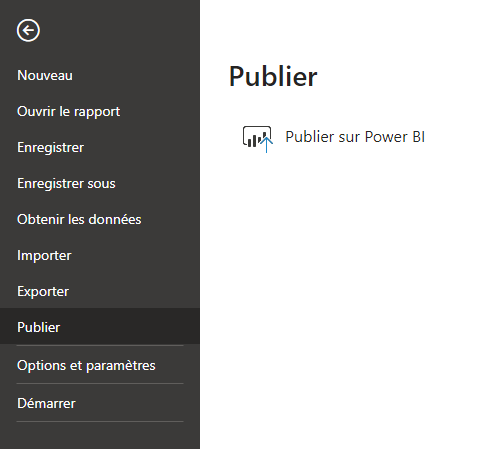 Nouveau
Ouvrir le rapport
Enregistrer
Enregistrer sous
Obtenir les données
Importer
Exporter
Publier
Options et paramètres
Démarrer
Publier
Publier sur Power BI